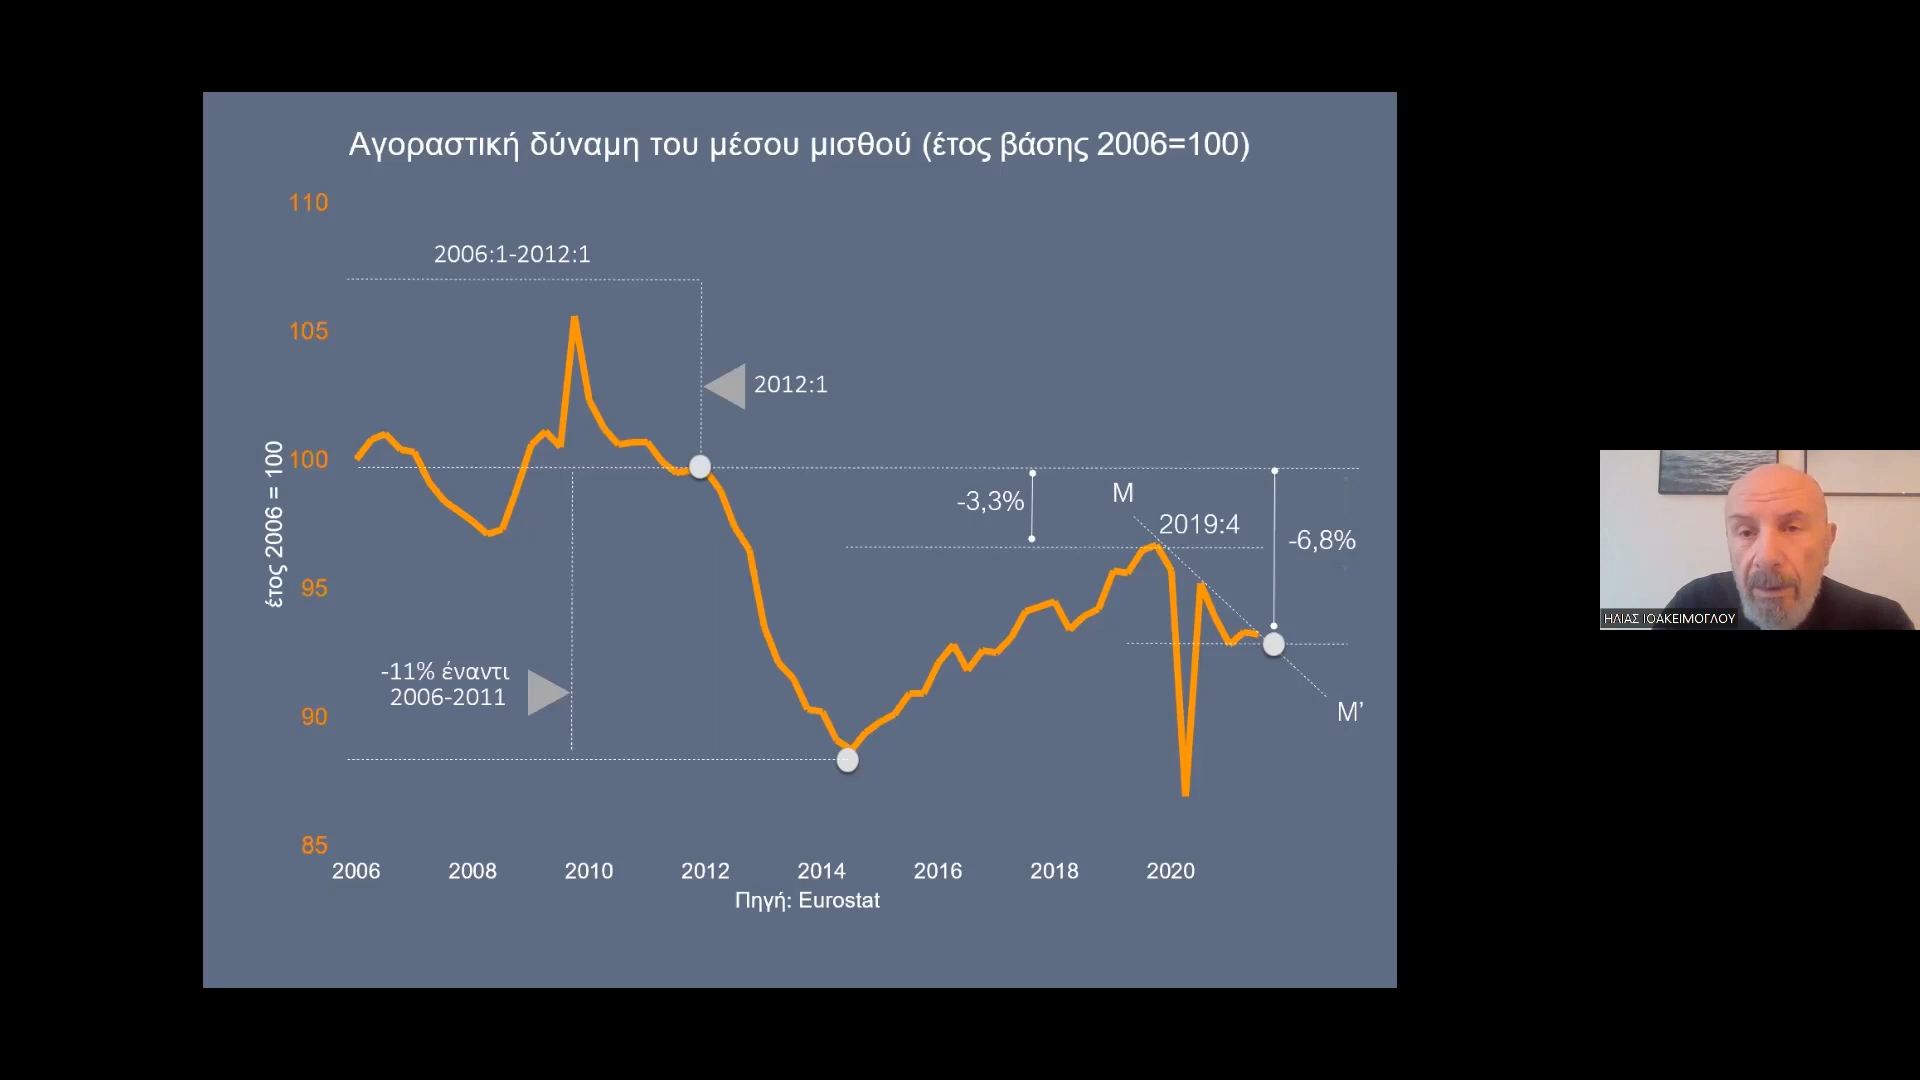 Αγοραστική δύναμη του μέσου μισθού (έτος βάσης 2006=100)
110
2006:1-2012:1
105
2012:1
100
έτος 2006 = 100
-3,3%
M
2019:4
-6,8%
95
-11% έναντι
2006-2011
90
M’
85
2006 2008 2010 2012 2014 2016 2018 2020
Πηγή: Eurostat
ΗΛΙΑΣ ΙΟΑΚΕΙΜΟΓΛΟΥ